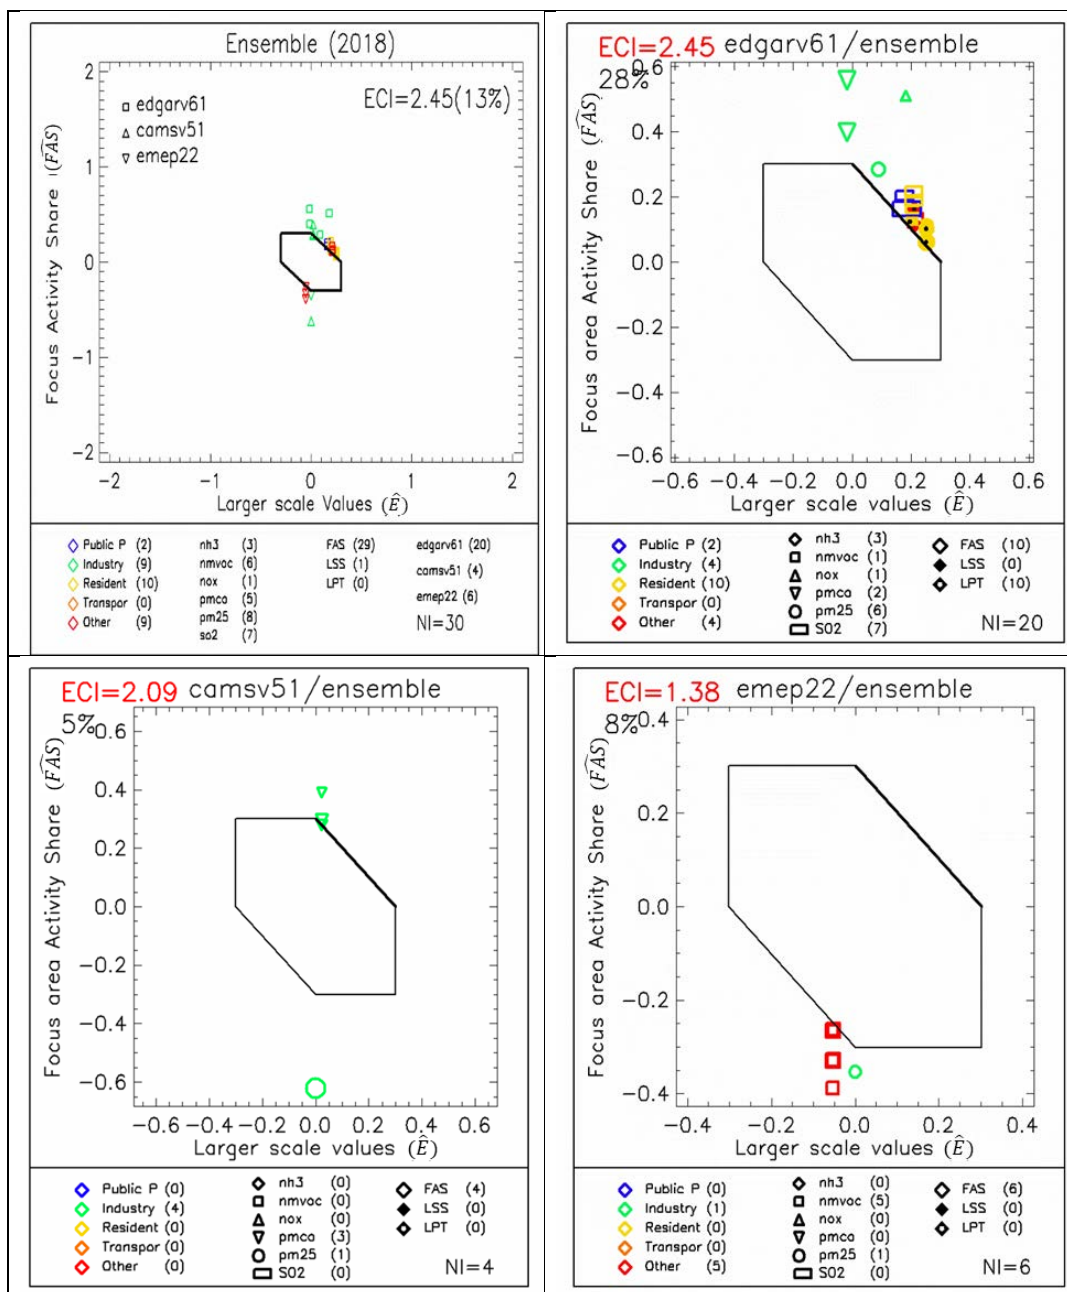 Ensemble (2018)
2
1
0
−1
−2
−2
−1
0
1
2
□ edgarv61
△ camsv51
▽ emep22
ECI=2.45(13%)
Focus Activity Share (FAS)
Larger scale Values (Ê)
◇ Public P (2)
◇ Industry (9)
◇ Resident (10)
◇ Transpor (0)
◇ Other (9)
nh3 (3)
nmvoc (6)
nox (1)
pmco (5)
pm25 (8)
so2 (7)
FAS (29)
LSS (1)
LPT (0)
edgarv61 (20)
camsv51 (4)
emep22 (6)
NI=30
ECI=2.45 edgarv61/ensemble
28%
0.6
0.4
0.2
0.0
−0.2
−0.4
−0.6
−0.6 −0.4 −0.2 0.0 0.2 0.4 0.6
Focus area Activity Share (FAS)
Larger scale values (Ê)
◇ Public P (2)
◇ Industry (4)
◇ Resident (10)
◇ Transpor (0)
◇ Other (4)
◇ nh3 (3)
□ nmvoc (1)
△ nox (1)
▽ pmco (2)
○ pm25 (6)
▭ SO2 (7)
◇ FAS (10)
◆ LSS (0)
◆ LPT (10)
NI=20
ECI=2.09 camsv51/ensemble
5%
0.6
0.4
0.2
0.0
−0.2
−0.4
−0.6
−0.6 −0.4 −0.2 0.0 0.2 0.4 0.6
Focus area Activity Share (FAS)
Larger scale values (Ê)
◇ Public P (0)
◇ Industry (4)
◇ Resident (0)
◇ Transpor (0)
◇ Other (0)
◇ nh3 (0)
□ nmvoc (0)
△ nox (0)
▽ pmco (3)
○ pm25 (1)
▭ SO2 (0)
◇ FAS (4)
◆ LSS (0)
◆ LPT (0)
NI=4
ECI=1.38 emep22/ensemble
8%
0.4
0.2
0.0
−0.2
−0.4
−0.4 −0.2 0.0 0.2 0.4
Focus area Activity Share (FAS)
Larger scale values (Ê)
◇ Public P (0)
◇ Industry (1)
◇ Resident (0)
◇ Transpor (0)
◇ Other (5)
◇ nh3 (0)
□ nmvoc (5)
△ nox (0)
▽ pmco (0)
○ pm25 (1)
▭ SO2 (0)
◇ FAS (6)
◆ LSS (0)
◆ LPT (0)
NI=6